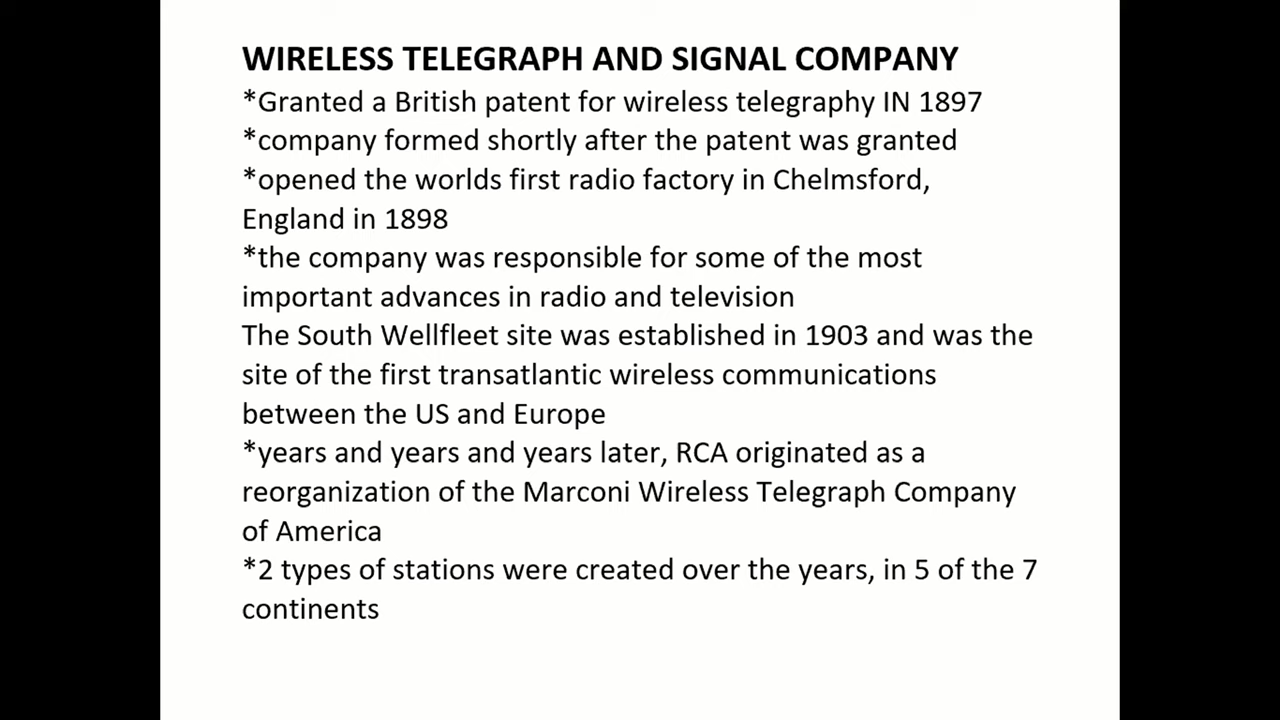 WIRELESS TELEGRAPH AND SIGNAL COMPANY
*Granted a British patent for wireless telegraphy IN 1897
*company formed shortly after the patent was granted
*opened the worlds first radio factory in Chelmsford,
England in 1898
*the company was responsible for some of the most
important advances in radio and television
The South Wellfleet site was established in 1903 and was the
site of the first transatlantic wireless communications
between the US and Europe
*years and years and years later, RCA originated as a
reorganization of the Marconi Wireless Telegraph Company
of America
*2 types of stations were created over the years, in 5 of the 7
continents